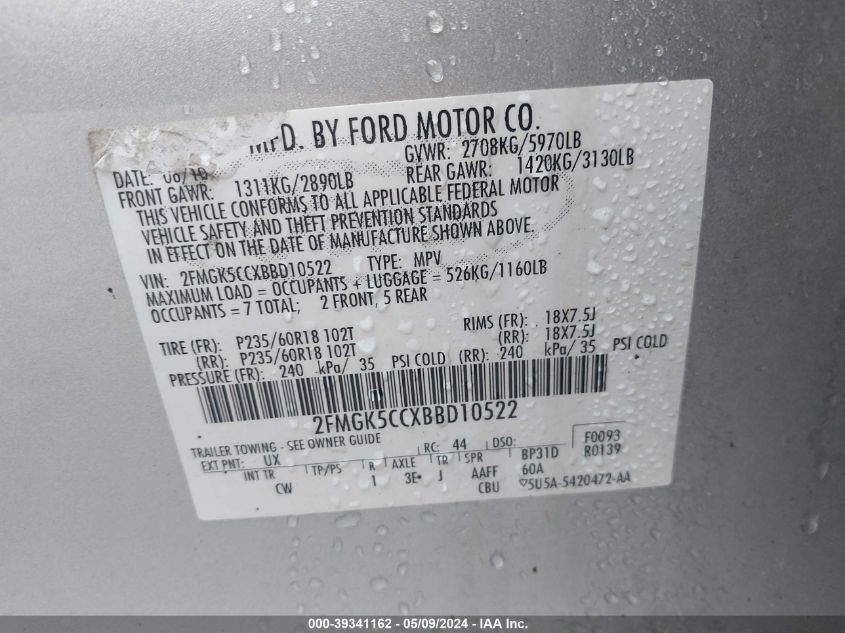 MFD. BY FORD MOTOR CO.
DATE: 08/10 GVWR: 2708KG/5970LB
FRONT GAWR: 1311KG/2890LB REAR GAWR: 1420KG/3130LB
THIS VEHICLE CONFORMS TO ALL APPLICABLE FEDERAL MOTOR
VEHICLE SAFETY AND THEFT PREVENTION STANDARDS
IN EFFECT ON THE DATE OF MANUFACTURE SHOWN ABOVE.
VIN: 2FMGK5CCXBBD10522 TYPE: MPV
MAXIMUM LOAD = OCCUPANTS + LUGGAGE = 526KG/1160LB
OCCUPANTS = 7 TOTAL; 2 FRONT, 5 REAR
TIRE (FR): P235/60R18 102T RIMS (FR): 18X7.5J
(RR): P235/60R18 102T (RR): 18X7.5J
PRESSURE (FR): 240 kPa/ 35 PSI COLD (RR): 240 kPa/ 35 PSI COLD
2FMGK5CCXBBD10522
TRAILER TOWING - SEE OWNER GUIDE
EXT PNT: UX RC: 44 DSO: F0093
INT TR TP/PS R AXLE TR SPR BP31D R0139
CW 1 3E J AAFF 60A
CBU ▽5U5A-5420472-AA
000-39341162 - 05/09/2024 - IAA Inc.